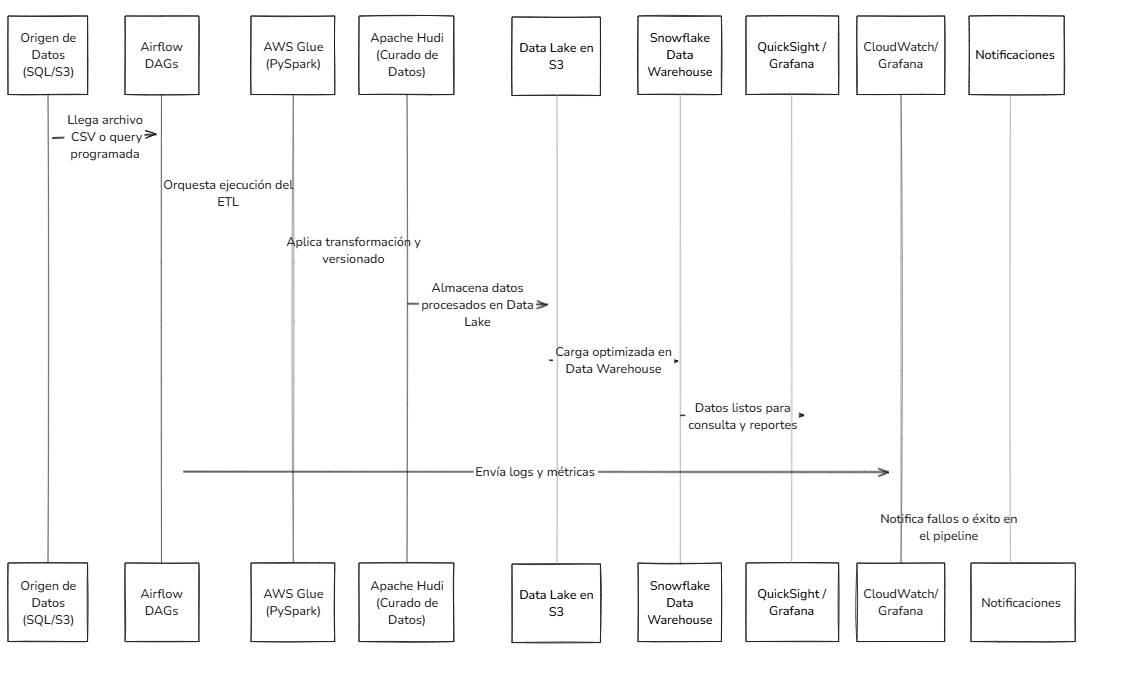 Origen de
Datos
(SQL/S3)
Airflow
DAGs
AWS Glue
(PySpark)
Apache Hudi
(Curado de
Datos)
Data Lake en
S3
Snowflake
Data
Warehouse
QuickSight /
Grafana
CloudWatch/
Grafana
Notificaciones
Llega archivo
CSV o query
programada
Orquesta ejecución del
ETL
Aplica transformación y
versionado
Almacena datos
procesados en Data
Lake
Carga optimizada en
Data Warehouse
Datos listos para
consulta y reportes
Envía logs y métricas
Notifica fallos o éxito en
el pipeline
Origen de
Datos
(SQL/S3)
Airflow
DAGs
AWS Glue
(PySpark)
Apache Hudi
(Curado de
Datos)
Data Lake en
S3
Snowflake
Data
Warehouse
QuickSight /
Grafana
CloudWatch/
Grafana
Notificaciones